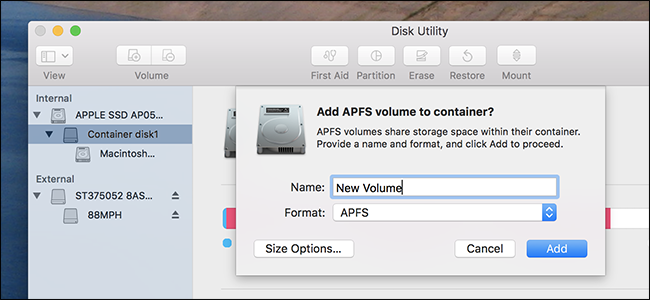 Disk Utility
View
Volume
First Aid
Partition
Erase
Restore
Mount
Internal
APPLE SSD AP05...
Container disk1
Macintosh...
External
ST375052 8AS...
88MPH
Add APFS volume to container?
APFS volumes share storage space within their container.
Provide a name and format, and click Add to proceed.
Name: New Volume
Format: APFS
Size Options...
Cancel
Add